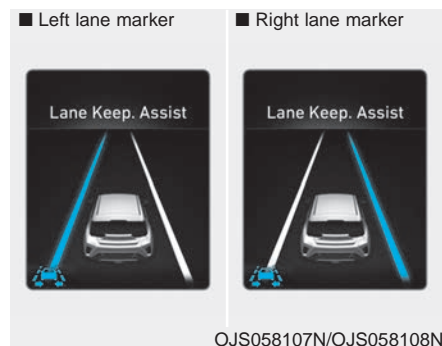 ■ Left lane marker
■ Right lane marker
Lane Keep. Assist
Lane Keep. Assist
OJS058107N/OJS058108N